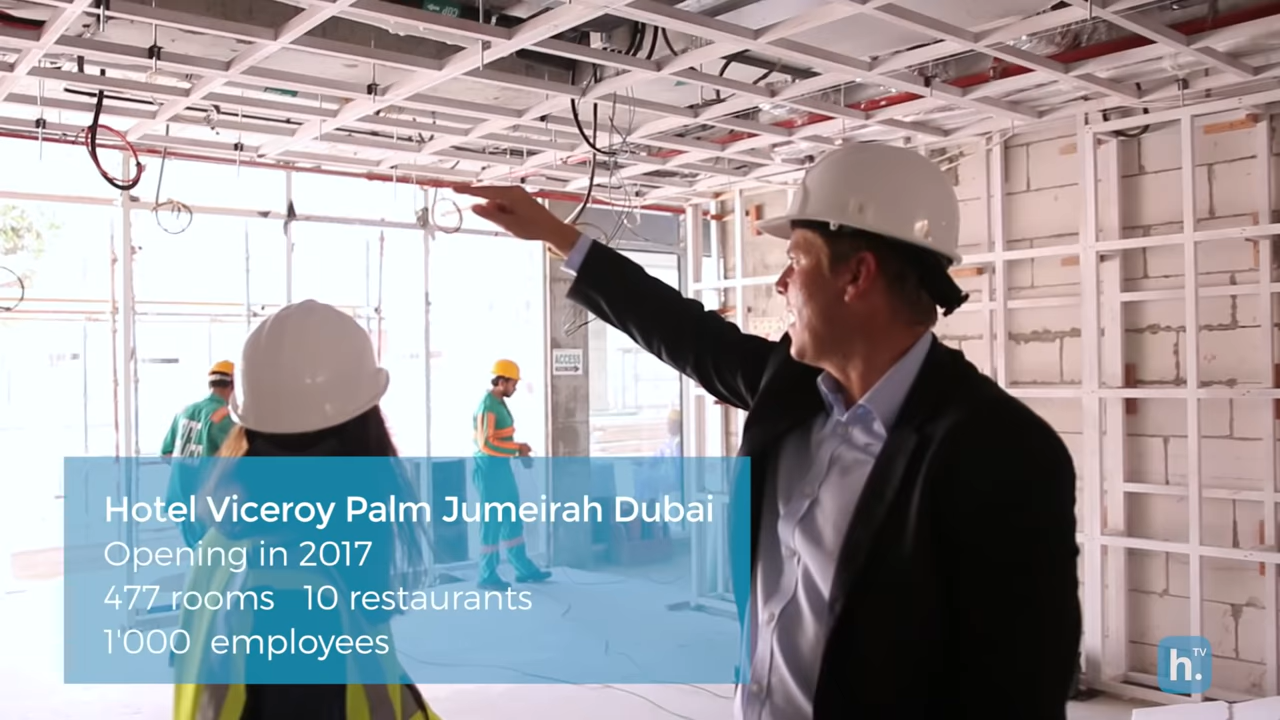 ACCESS
Hotel Viceroy Palm Jumeirah Dubai
Opening in 2017
477 rooms 10 restaurants
1'000 employees
h.TV